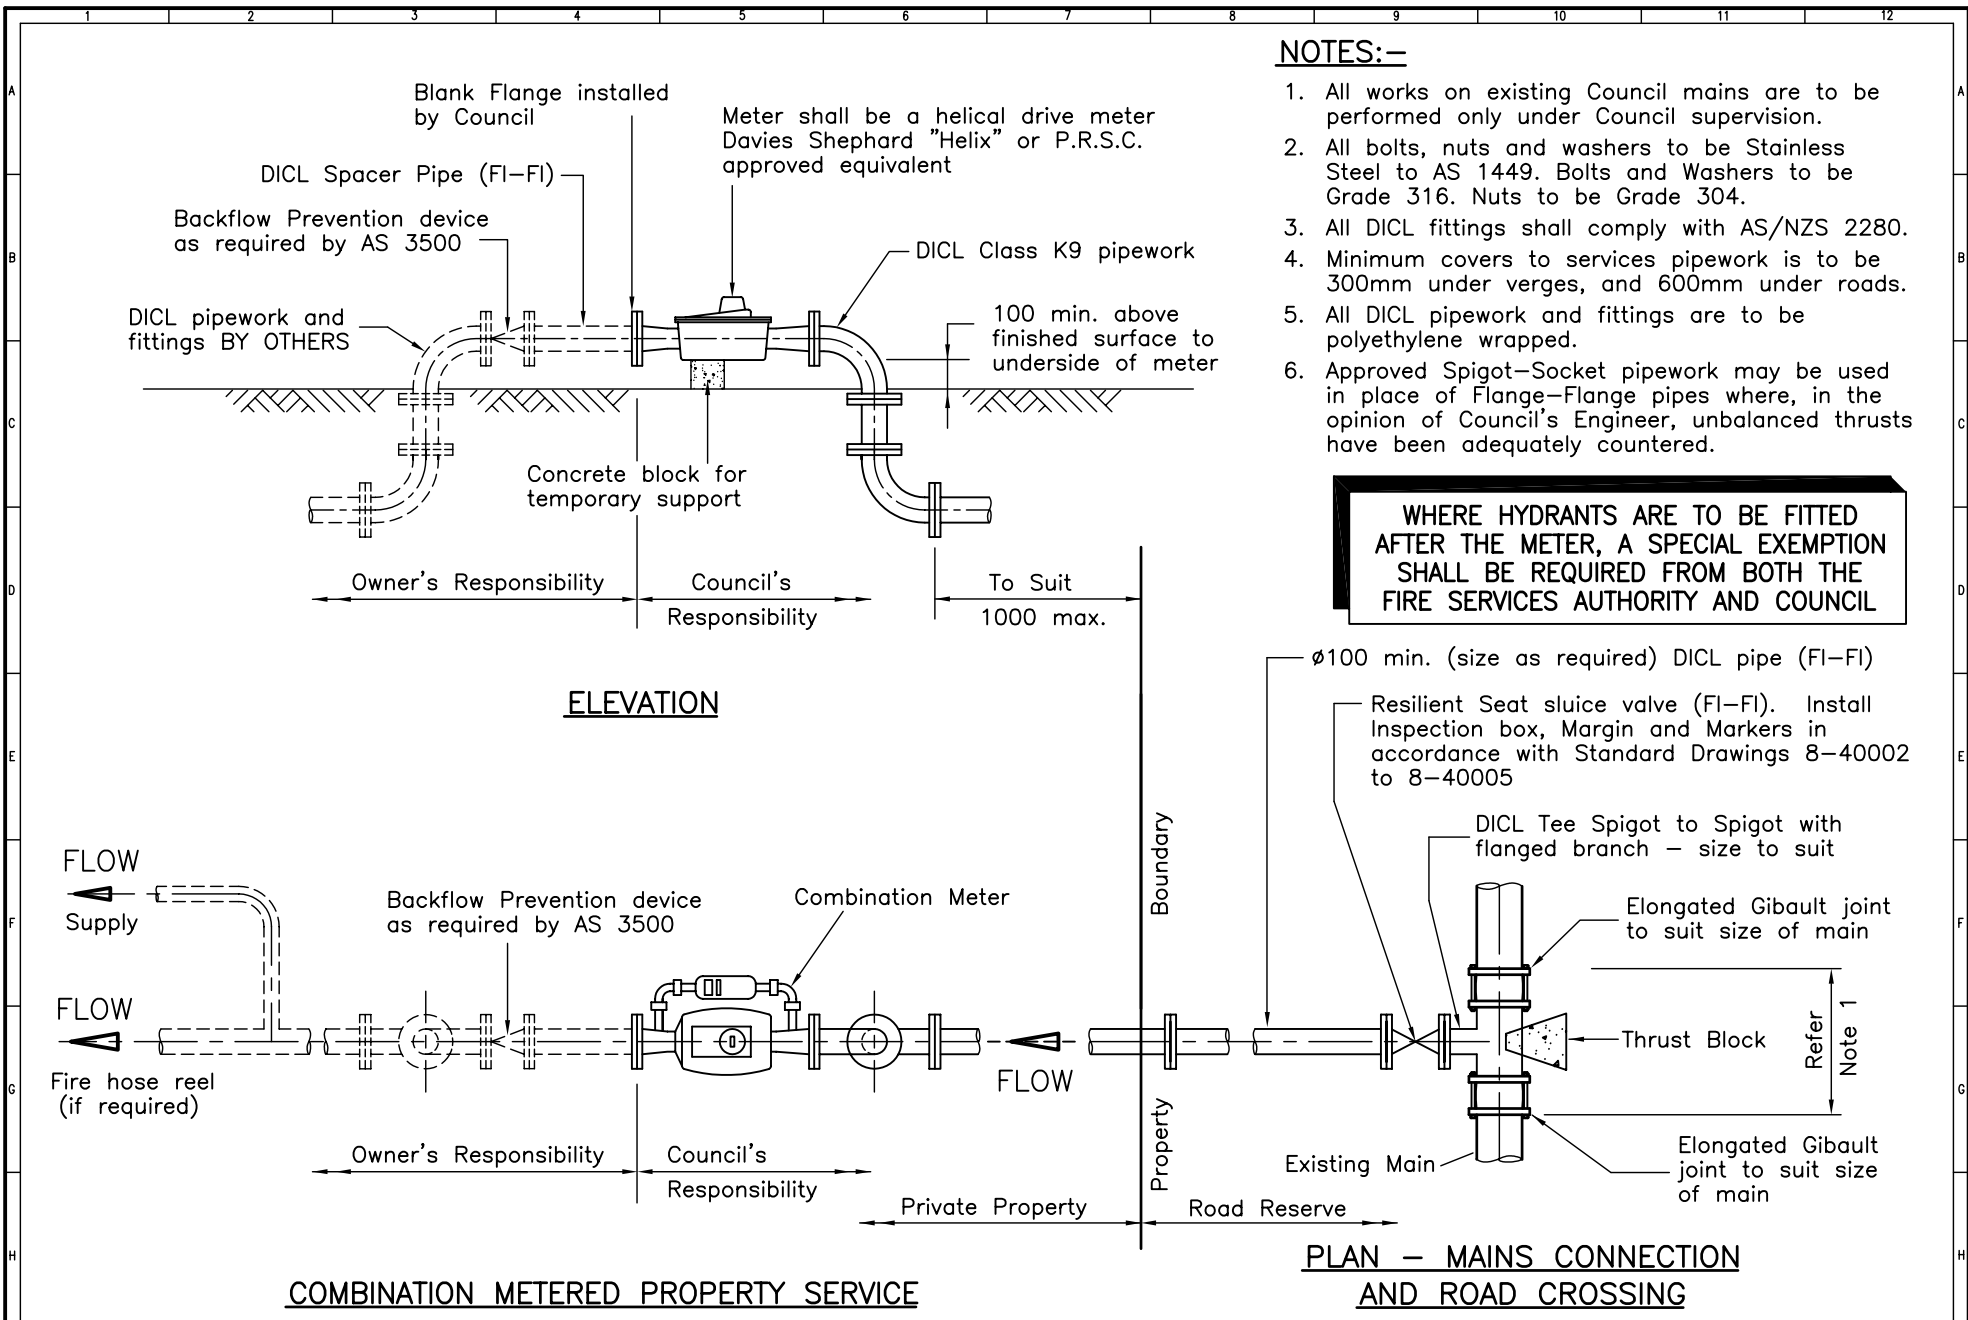 1 2 3 4 5 6 7 8 9 10 11 12
A A
B B
C C
D D
E E
F F
G G
H H
Blank Flange installed
by Council
Meter shall be a helical drive meter
Davies Shephard "Helix" or P.R.S.C.
approved equivalent
DICL Spacer Pipe (Fl–Fl)
Backflow Prevention device
as required by AS 3500
DICL Class K9 pipework
DICL pipework and
fittings BY OTHERS
100 min. above
finished surface to
underside of meter
Concrete block for
temporary support
Owner's Responsibility
Council's
Responsibility
To Suit
1000 max.
ELEVATION
NOTES:–
1. All works on existing Council mains are to be
performed only under Council supervision.
2. All bolts, nuts and washers to be Stainless
Steel to AS 1449. Bolts and Washers to be
Grade 316. Nuts to be Grade 304.
3. All DICL fittings shall comply with AS/NZS 2280.
4. Minimum covers to services pipework is to be
300mm under verges, and 600mm under roads.
5. All DICL pipework and fittings are to be
polyethylene wrapped.
6. Approved Spigot–Socket pipework may be used
in place of Flange–Flange pipes where, in the
opinion of Council's Engineer, unbalanced thrusts
have been adequately countered.
WHERE HYDRANTS ARE TO BE FITTED
AFTER THE METER, A SPECIAL EXEMPTION
SHALL BE REQUIRED FROM BOTH THE
FIRE SERVICES AUTHORITY AND COUNCIL
ø100 min. (size as required) DICL pipe (Fl–Fl)
Resilient Seat sluice valve (Fl–Fl). Install
Inspection box, Margin and Markers in
accordance with Standard Drawings 8–40002
to 8–40005
DICL Tee Spigot to Spigot with
flanged branch – size to suit
Elongated Gibault joint
to suit size of main
Thrust Block
Refer
Note 1
Elongated Gibault
joint to suit size
of main
Existing Main
Boundary
Property
FLOW
Supply
FLOW
Fire hose reel
(if required)
Backflow Prevention device
as required by AS 3500
Combination Meter
FLOW
Owner's Responsibility
Council's
Responsibility
Private Property
Road Reserve
COMBINATION METERED PROPERTY SERVICE
PLAN – MAINS CONNECTION
AND ROAD CROSSING